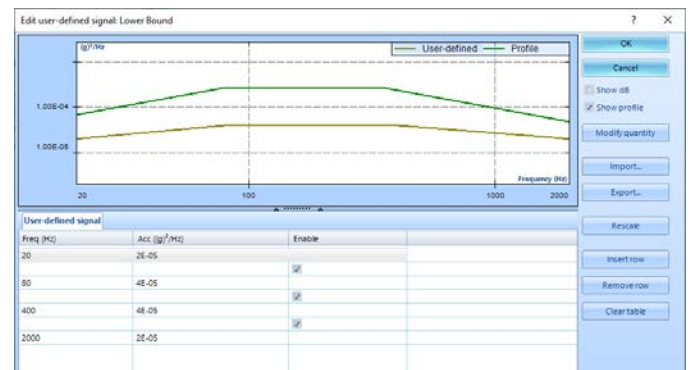 Edit user-defined signal: Lower Bound
? X
(g)²/Hz
User-defined Profile
1.00E-04
1.00E-05
Frequency (Hz)
20 100 1000 2000
OK
Cancel
Show dB
Show profile
Modify quantity
Import...
Export...
Rescale
Insert row
Remove row
Clear table
User-defined signal
Freq (Hz) Acc ((g)²/Hz) Enable
20 2E-05
80 4E-05
400 4E-05
2000 2E-05